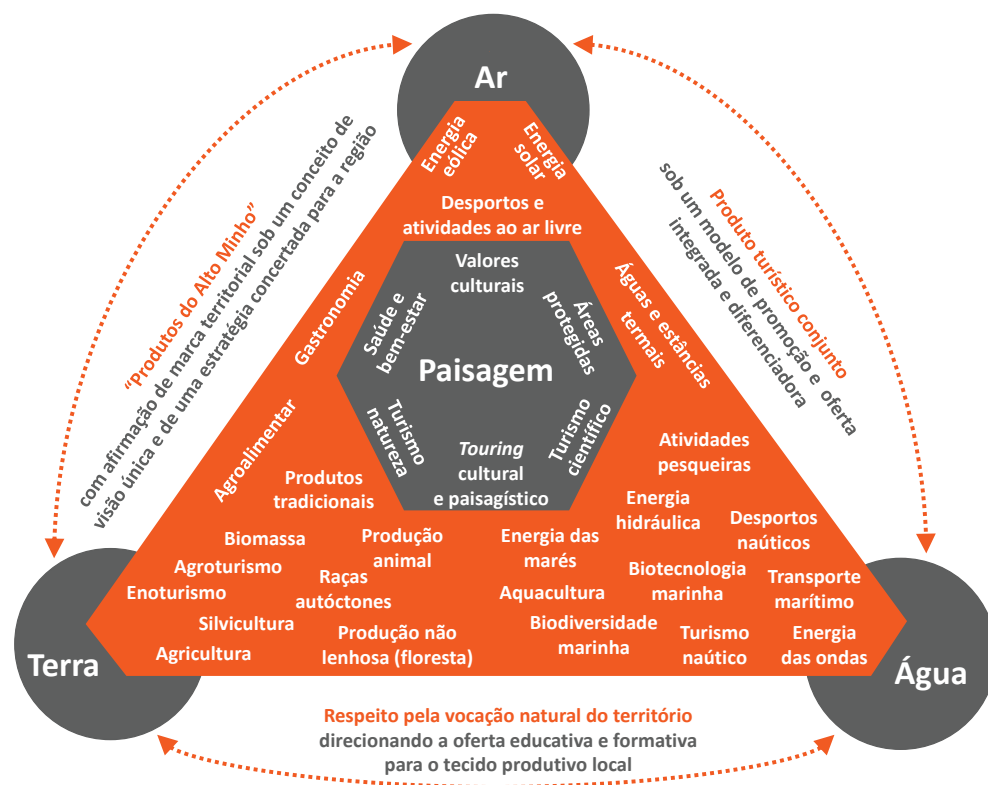 Ar
Energia
eólica
Energia
solar
Desportos e
atividades ao ar livre
“Produtos do Alto Minho”
com afirmação de marca territorial sob um conceito de
visão única e de uma estratégia concertada para a região
Produto turístico conjunto
sob um modelo de promoção e oferta
integrada e diferenciadora
Valores
culturais
Saúde e
bem-estar
Áreas
protegidas
Paisagem
Turismo
natureza
Touring
cultural
e paisagístico
Turismo
científico
Gastronomia
Águas e estâncias
termais
Agroalimentar
Produtos
tradicionais
Atividades
pesqueiras
Biomassa
Produção
animal
Energia das
marés
Energia
hidráulica
Desportos
naúticos
Agroturismo
Enoturismo
Raças
autóctones
Aquacultura
Biotecnologia
marinha
Transporte
marítimo
Silvicultura
Agricultura
Produção não
lenhosa (floresta)
Biodiversidade
marinha
Turismo
naútico
Energia
das ondas
Terra
Água
Respeito pela vocação natural do território
direcionando a oferta educativa e formativa
para o tecido produtivo local